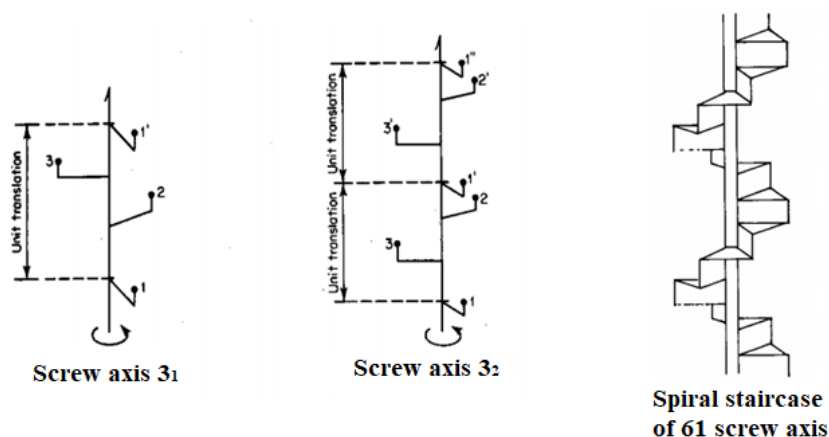 Unit translation
1'
3
2
1
Screw axis 3₁
Unit translation
Unit translation
1''
2'
3'
1'
2
3
1
Screw axis 3₂
Spiral staircase
of 61 screw axis